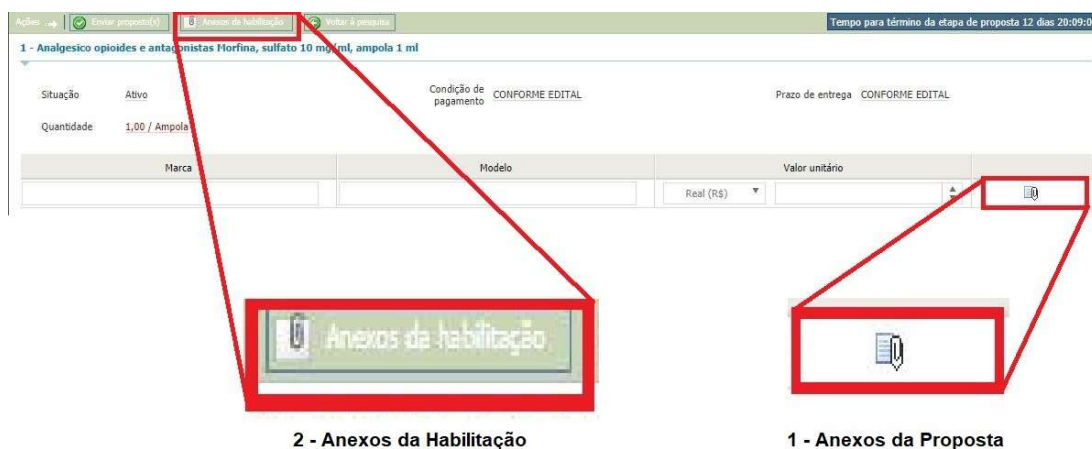 Ações
Enviar proposta(s)
Anexos da habilitação
Voltar à pesquisa
Tempo para término da etapa de proposta 12 dias 20:09:0
1 - Analgesico opioides e antagonistas Morfina, sulfato 10 mg/ml, ampola 1 ml
Situação Ativo
Condição de pagamento CONFORME EDITAL
Prazo de entrega CONFORME EDITAL
Quantidade 1,00 / Ampola
Marca Modelo Valor unitário
Real (R$)
Anexos da habilitação
2 - Anexos da Habilitação 1 - Anexos da Proposta